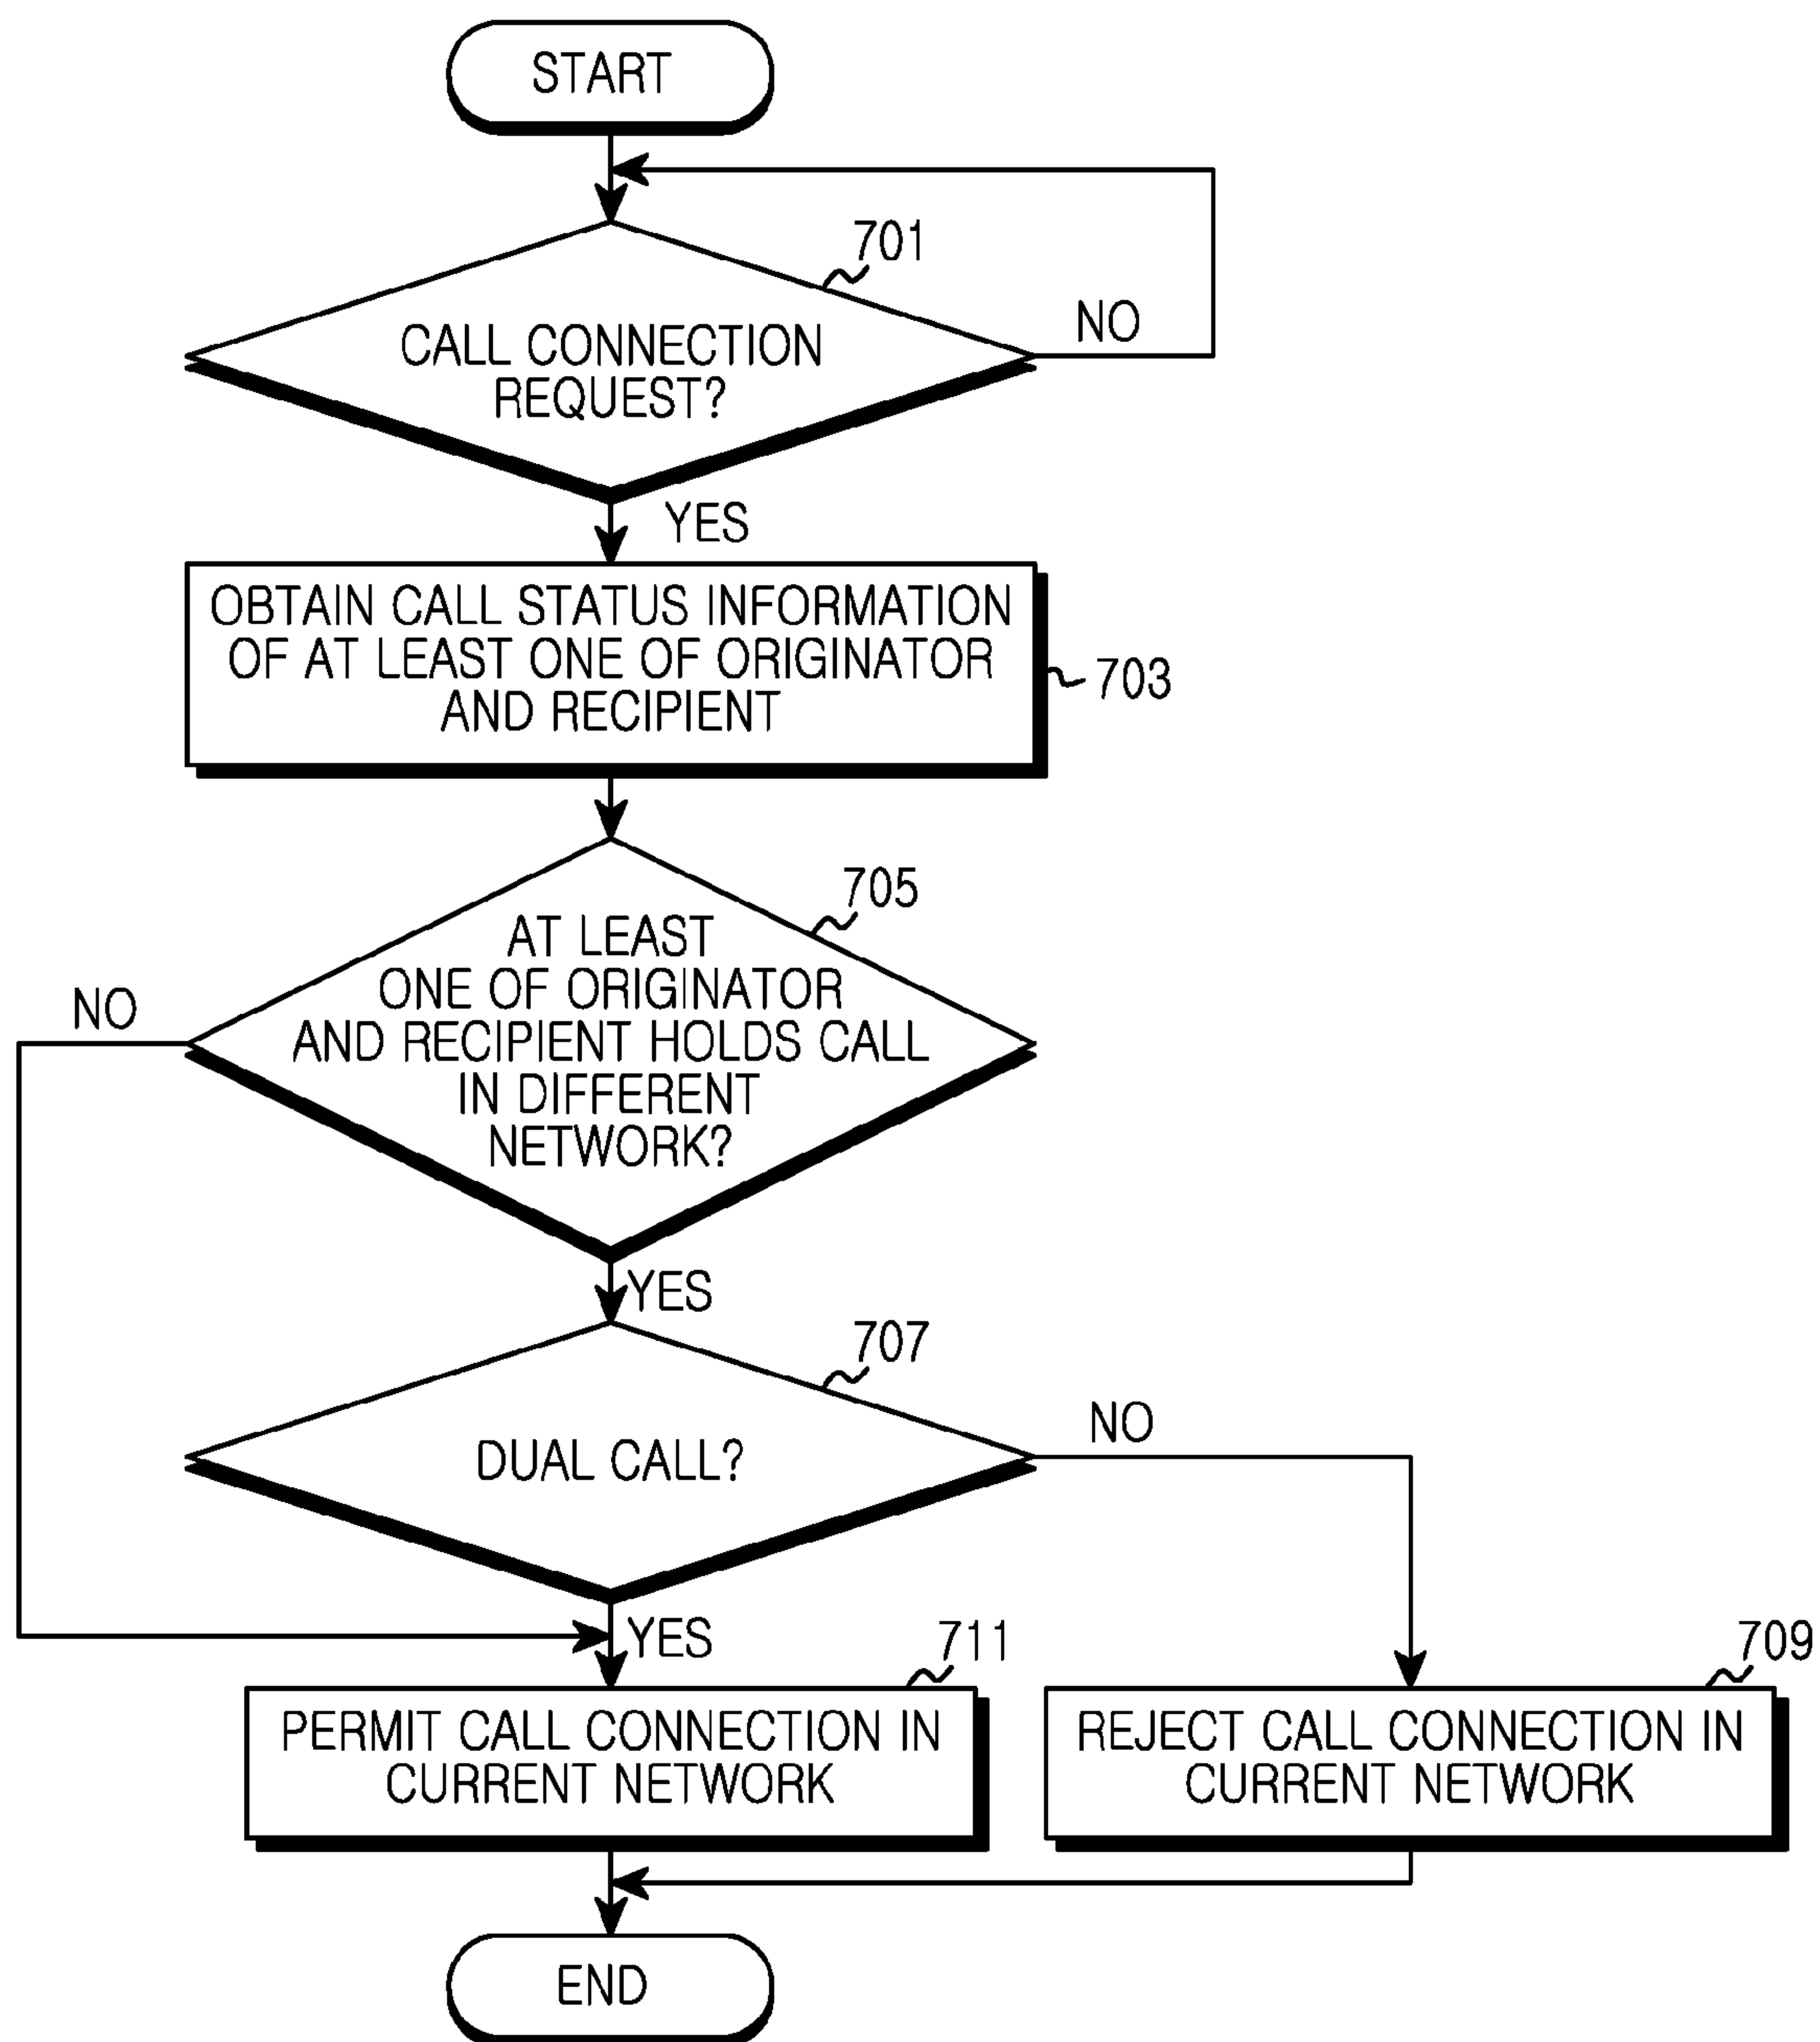 START
701
CALL CONNECTION
REQUEST?
NO
YES
OBTAIN CALL STATUS INFORMATION
OF AT LEAST ONE OF ORIGINATOR
AND RECIPIENT
703
705
AT LEAST
ONE OF ORIGINATOR
AND RECIPIENT HOLDS CALL
IN DIFFERENT
NETWORK?
NO
YES
707
DUAL CALL?
NO
YES
711
PERMIT CALL CONNECTION IN
CURRENT NETWORK
709
REJECT CALL CONNECTION IN
CURRENT NETWORK
END